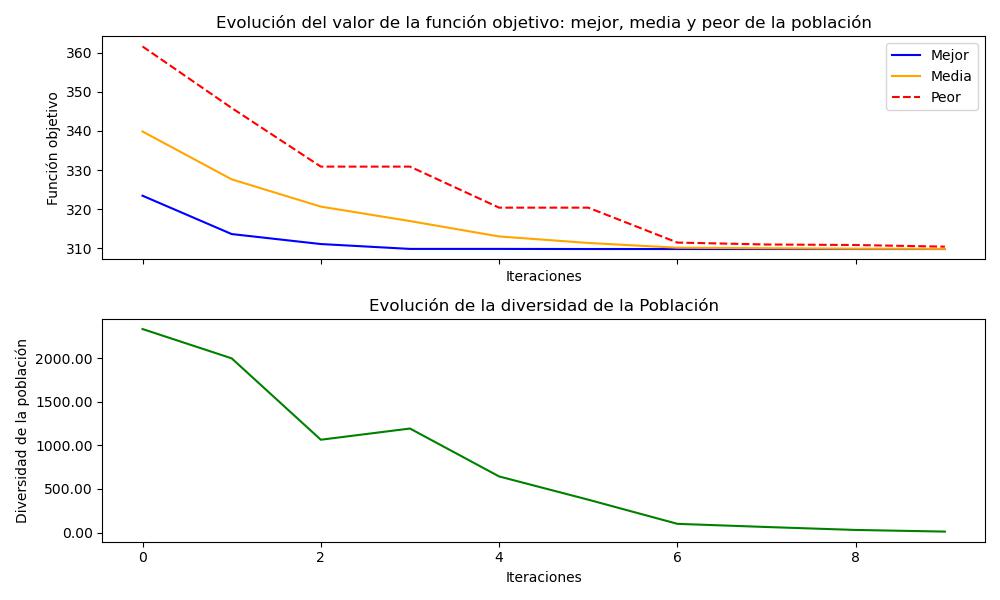 Evolución del valor de la función objetivo: mejor, media y peor de la población
Función objetivo
360
350
340
330
320
310
Mejor
Media
Peor
Iteraciones
Evolución de la diversidad de la Población
Diversidad de la población
2000.00
1500.00
1000.00
500.00
0.00
0 2 4 6 8
Iteraciones